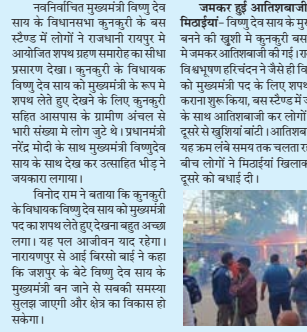 नवनिर्वाचित मुख्यमंत्री विष्णु देव
साय के विधानसभा कुनकुरी के बस
स्टैण्ड में लोगों ने राजधानी रायपुर मे
आयोजित शपथ ग्रहण समारोह का सीधा
प्रसारण देखा। कुनकुरी के विधायक
विष्णु देव साय को मुख्यमंत्री के रूप मे
शपथ लेते हुए देखने के लिए कुनकुरी
सहित आसपास के ग्रामीण अंचल से
भारी संख्या मे लोग जुटे थे। प्रधानमंत्री
नरेंद्र मोदी के साथ मुख्यमंत्री विष्णुदेव
साय के साथ देख कर उत्साहित भीड़ ने
जयकारा लगाया।
विनोद राम ने बताया कि कुनकुरी
के विधायक विष्णु देव साय को मुख्यमंत्री
पद का शपथ लेते हुए देखना बहुत अच्छा
लगा। यह पल आजीवन याद रहेगा।
नारायणपुर से आई बिरसो बाई ने कहा
कि जशपुर के बेटे विष्णु देव साय के
मुख्यमंत्री बन जाने से सबकी समस्या
सुलझ जाएगी और क्षेत्र का विकास हो
सकेगा।
जमकर हुई आतिशबाजी
मिठाईयां- विष्णु देव साय के मु
बनने की खुशी मे कुनकुरी बस
मे जमकर आतिशबाजी की गई। रा
विश्वभूषण हरिचंदन ने जैसे ही वि
को मुख्यमंत्री पद के लिए शपथ
कराना शुरू किया, बस स्टैण्ड में
के साथ आतिशबाजी कर लोगों
दूसरे से खुशियां बांटी। आतिशब
यह क्रम लंबे समय तक चलता र
बीच लोगों ने मिठाईयां खिलाक
दूसरे को बधाई दी।